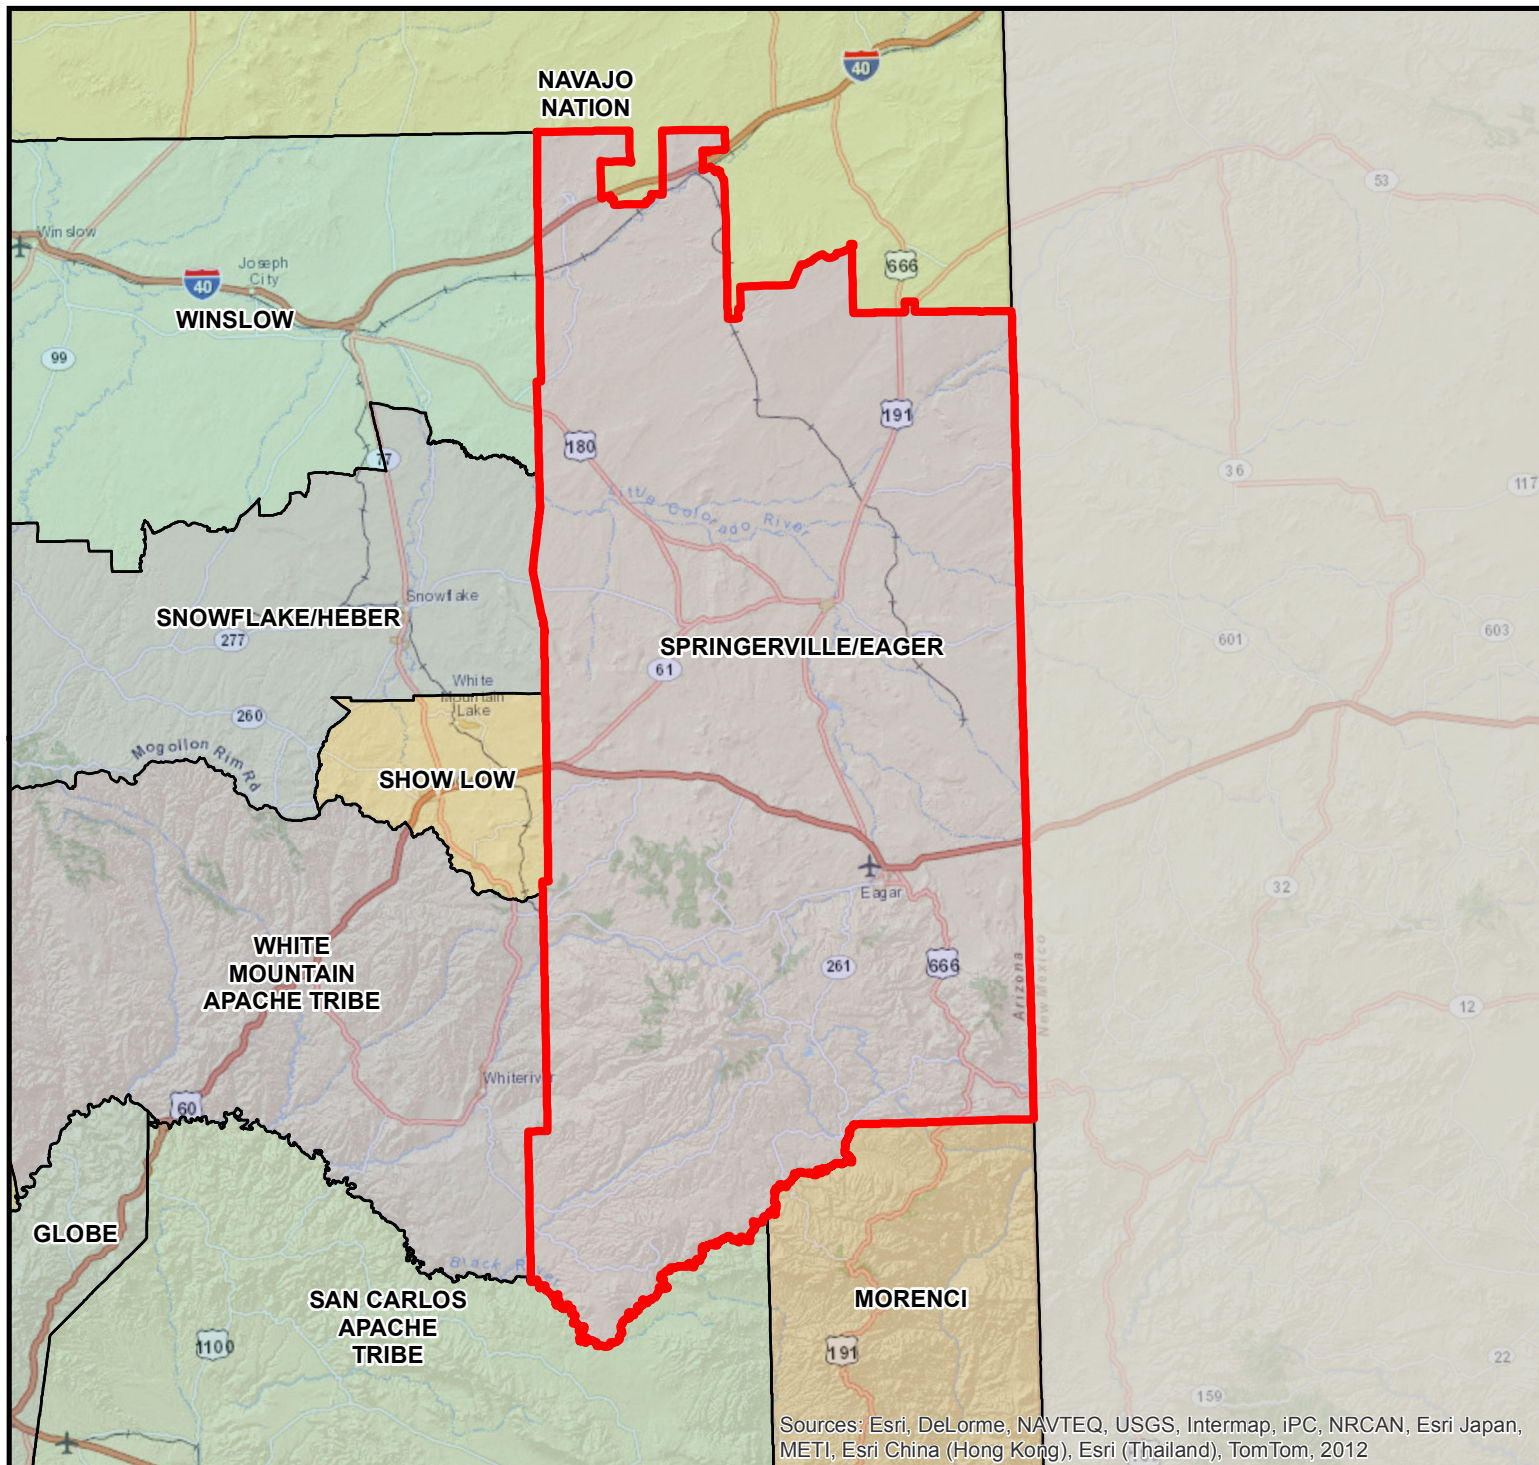 40
NAVAJO
NATION
53
Winslow
Joseph
City
40
666
WINSLOW
99
191
180
77
36
117
Little Colorado River
Snowflake
SNOWFLAKE/HEBER
277
SPRINGERVILLE/EAGER
601
603
61
White
Mountain
Lake
260
Mogollon Rim Rd
SHOW LOW
Eagar
32
WHITE
MOUNTAIN
APACHE TRIBE
261
666
Arizona
New Mexico
12
Whiteriver
60
GLOBE
Black River
SAN CARLOS
APACHE
TRIBE
MORENCI
1100
191
22
159
Sources: Esri, DeLorme, NAVTEQ, USGS, Intermap, iPC, NRCAN, Esri Japan,
METI, Esri China (Hong Kong), Esri (Thailand), TomTom, 2012